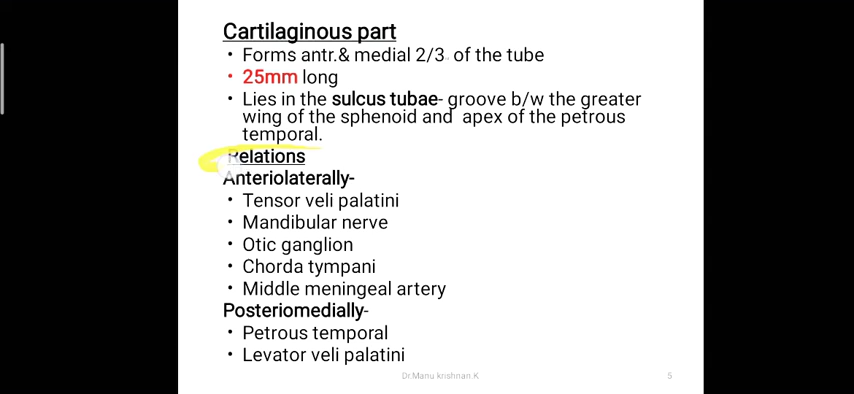 Cartilaginous part
• Forms antr.& medial 2/3 of the tube
• 25mm long
• Lies in the sulcus tubae- groove b/w the greater
wing of the sphenoid and apex of the petrous
temporal.
Relations
Anteriolaterally-
• Tensor veli palatini
• Mandibular nerve
• Otic ganglion
• Chorda tympani
• Middle meningeal artery
Posteriomedially-
• Petrous temporal
• Levator veli palatini
Dr.Manu krishnan.K
5